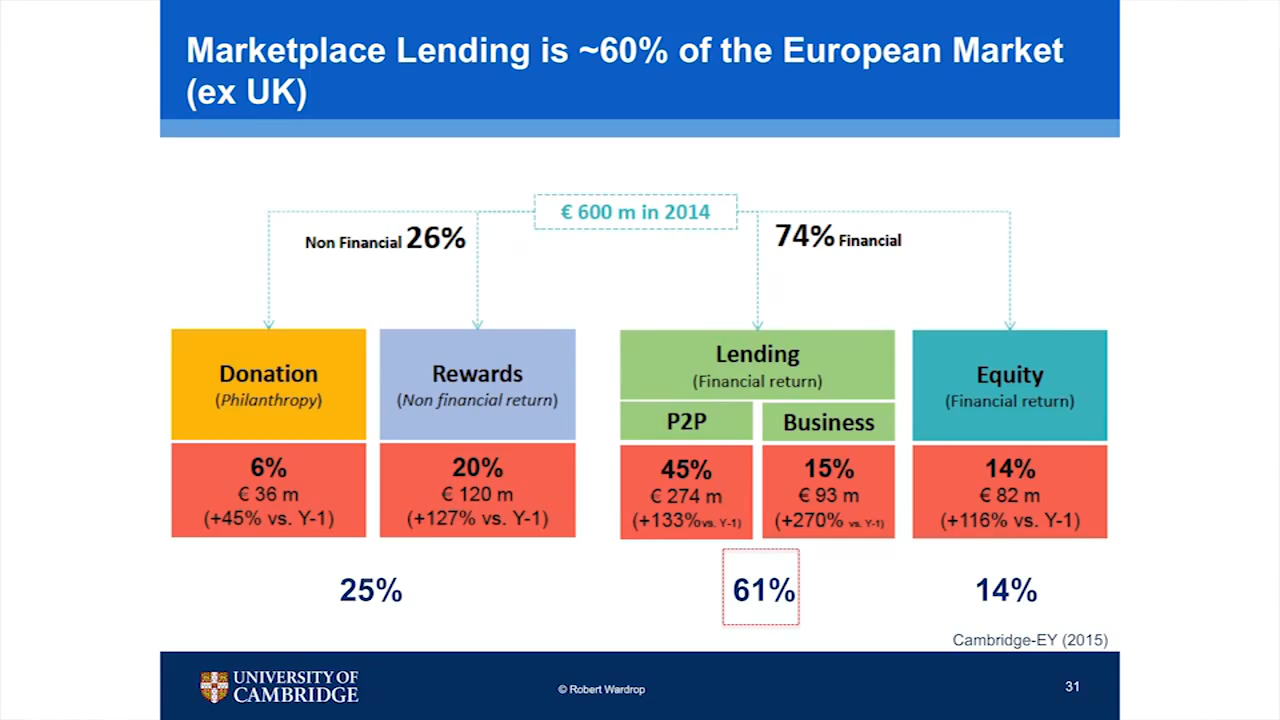 Marketplace Lending is ~60% of the European Market
(ex UK)
€ 600 m in 2014
Non Financial 26%
74% Financial
Donation
(Philanthropy)
6%
€ 36 m
(+45% vs. Y-1)
Rewards
(Non financial return)
20%
€ 120 m
(+127% vs. Y-1)
Lending
(Financial return)
P2P
45%
€ 274 m
(+133% vs. Y-1)
Business
15%
€ 93 m
(+270% vs. Y-1)
Equity
(Financial return)
14%
€ 82 m
(+116% vs. Y-1)
25%
61%
14%
Cambridge-EY (2015)
UNIVERSITY OF
CAMBRIDGE
© Robert Wardrop
31